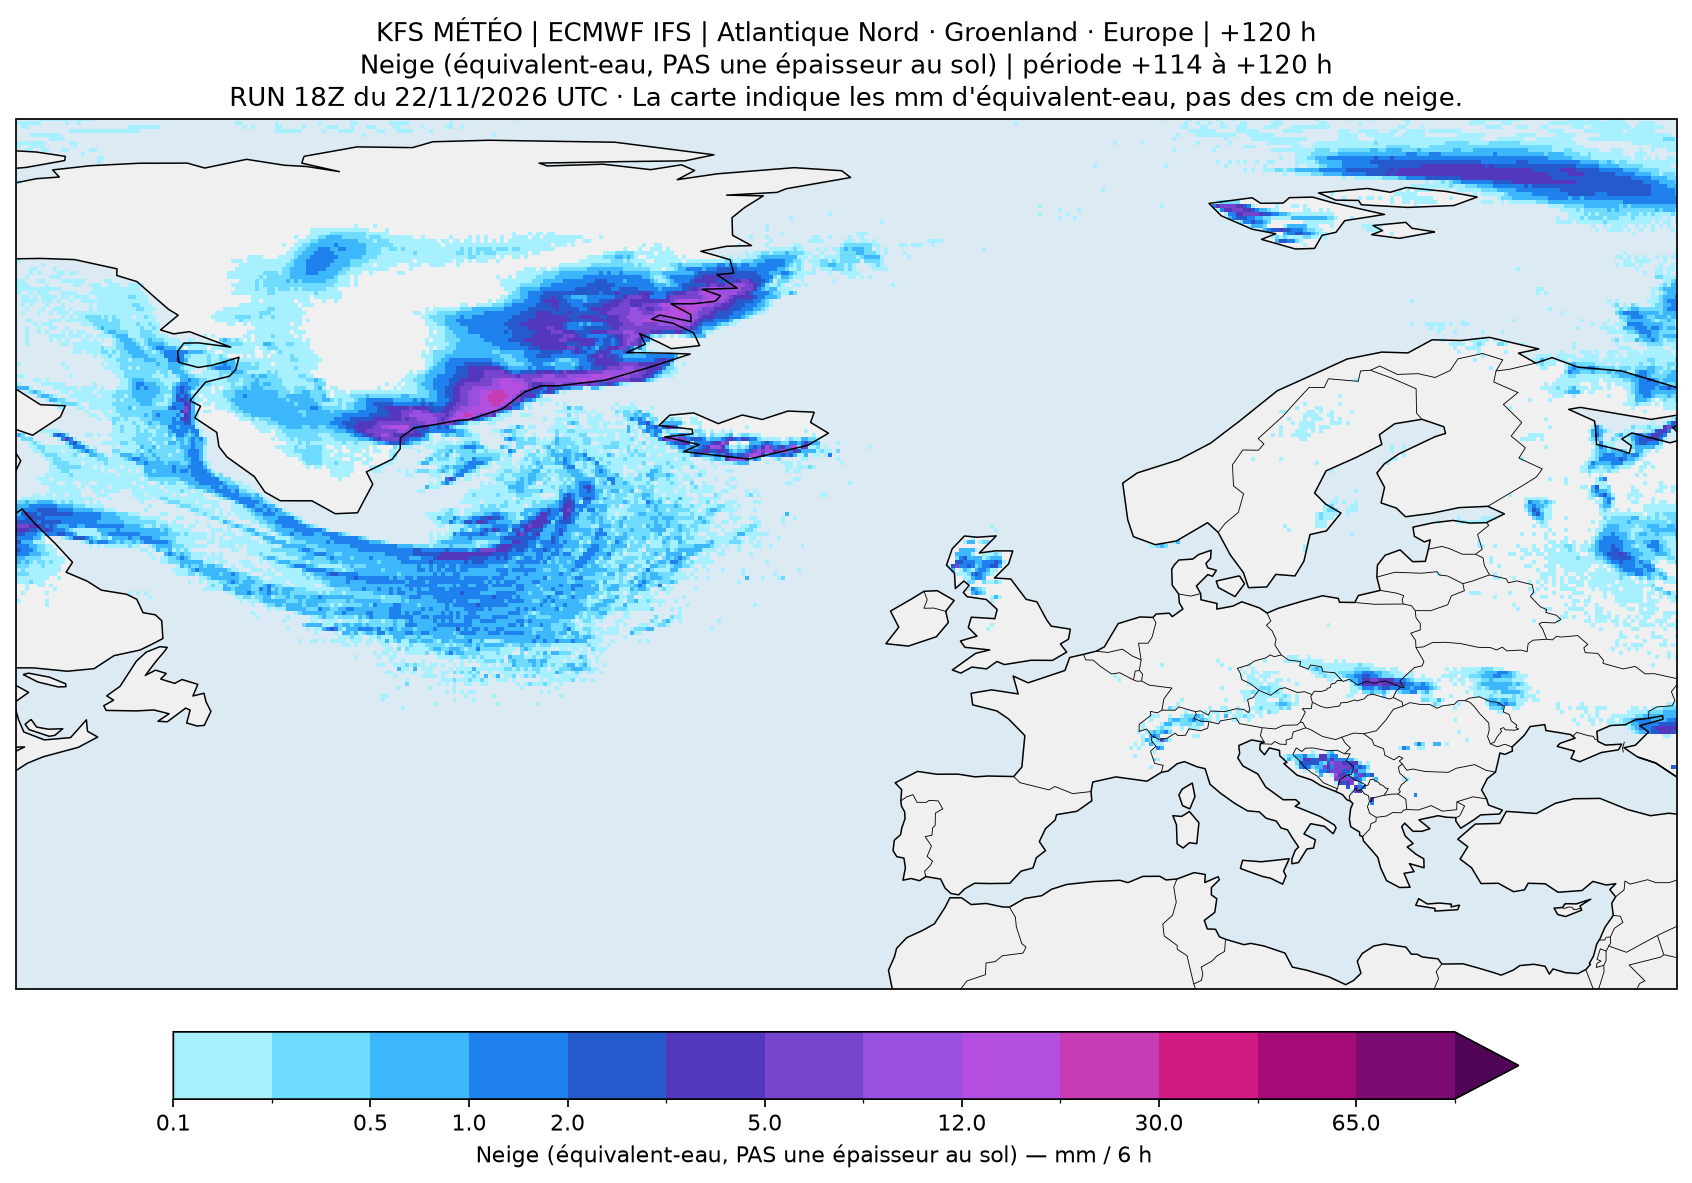 KFS MÉTÉO | ECMWF IFS | Atlantique Nord · Groenland · Europe | +120 h
Neige (équivalent-eau, PAS une épaisseur au sol) | période +114 à +120 h
RUN 18Z du 22/11/2026 UTC · La carte indique les mm d'équivalent-eau, pas des cm de neige.
0.1 0.5 1.0 2.0 5.0 12.0 30.0 65.0
Neige (équivalent-eau, PAS une épaisseur au sol) — mm / 6 h